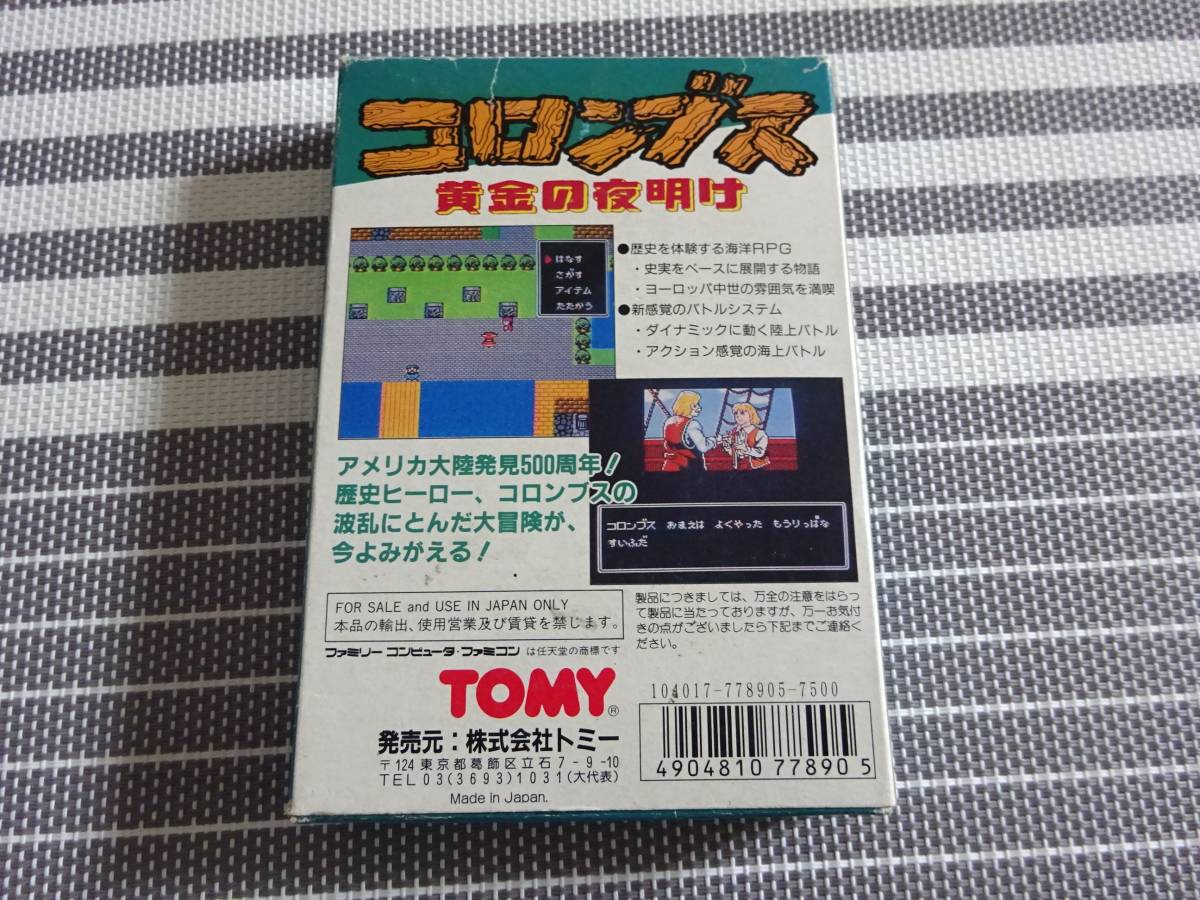 コロンブス
黄金の夜明け
はなす
さがす
アイテム
たたかう
●歴史を体験する海洋RPG
・史実をベースに展開する物語
・ヨーロッパ中世の雰囲気を満喫
●新感覚のバトルシステム
・ダイナミックに動く陸上バトル
・アクション感覚の海上バトル
アメリカ大陸発見500周年!
歴史ヒーロー、コロンブスの
波乱にとんだ大冒険が、
今よみがえる!
コロンブス おまえは よくやった もうりっぱな
すいふだ
FOR SALE and USE IN JAPAN ONLY
本品の輸出、使用営業及び賃貸を禁じます。
ファミリー コンピュータ・ファミコン は任天堂の商標です
製品につきましては、万全の注意をはらっ
て製品に当たっておりますが、万一お気付
きの点がございましたら下記までご連絡く
ださい。
TOMY®
発売元:株式会社トミー
〒124 東京都葛飾区立石7-9-10
TEL 03(3693)1031(大代表)
Made in Japan.
104017-778905-7500
4904810 778905